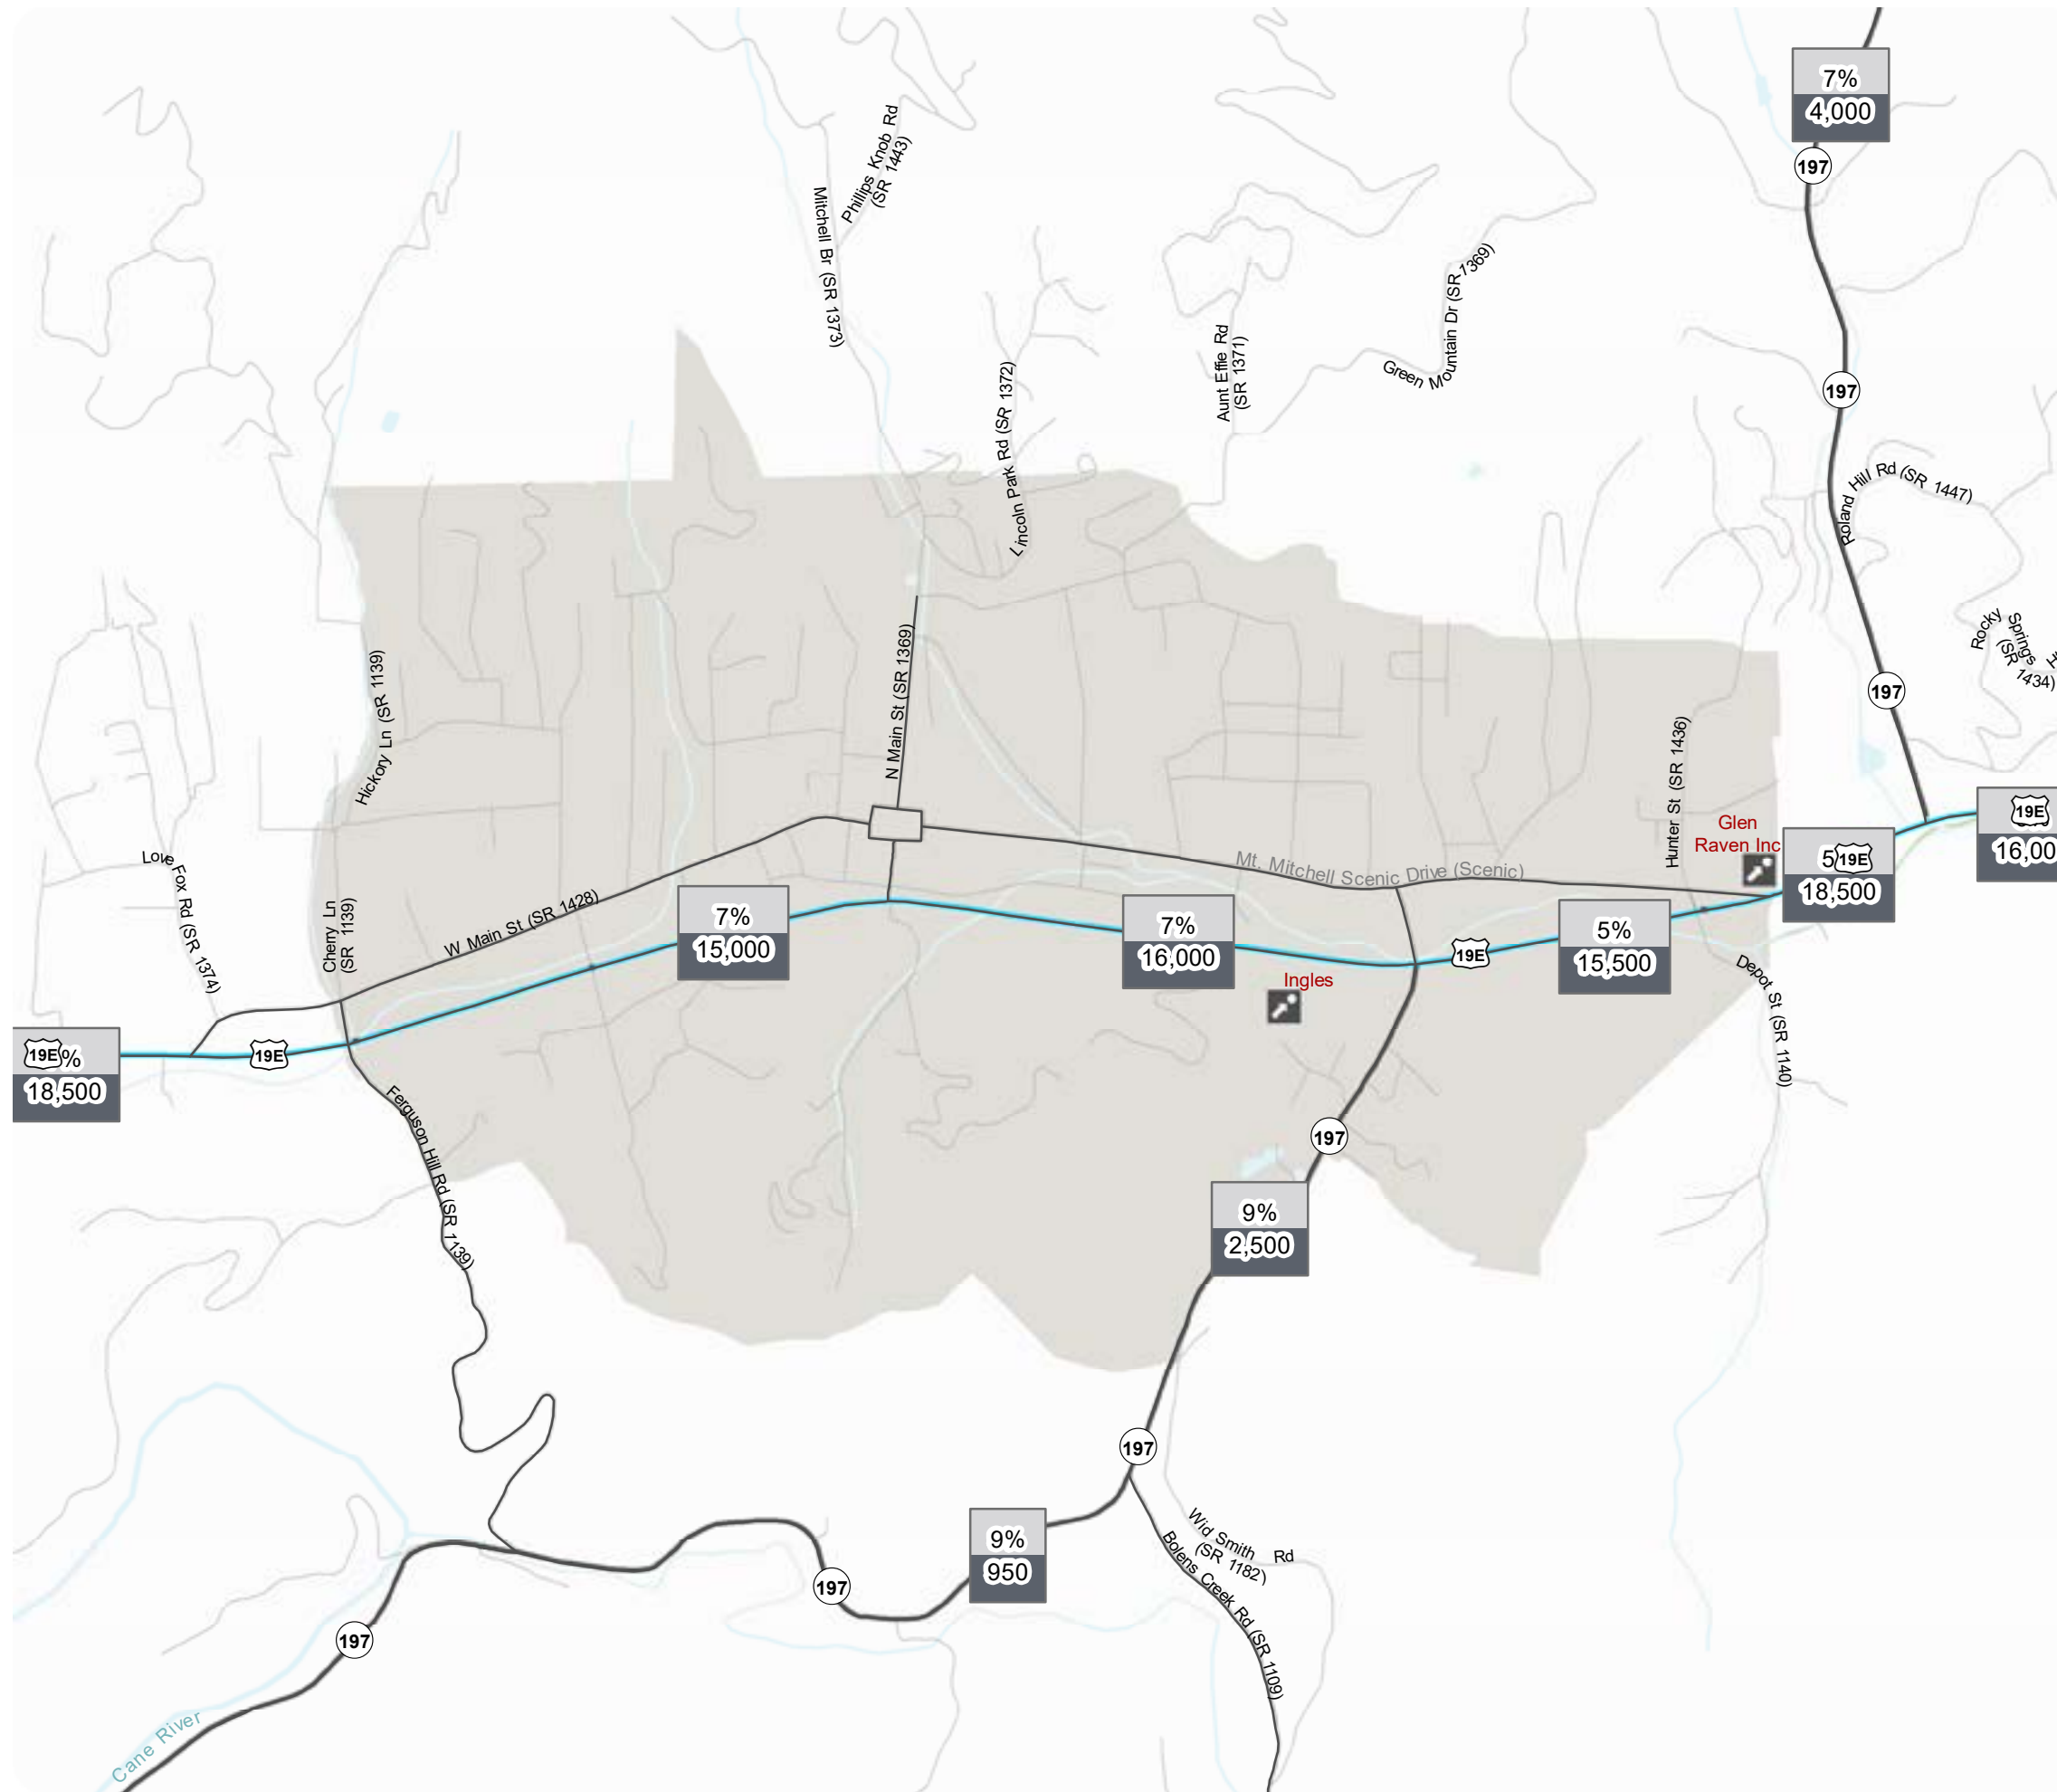 7%
4,000
197
Phillips Knob Rd
(SR 1443)
Mitchell Br (SR 1373)
Green Mountain Dr (SR 1369)
Aunt Effie Rd
(SR 1371)
Lincoln Park Rd (SR 1372)
197
Roland Hill Rd (SR 1447)
Rocky Springs
(SR 1434)
197
N Main St (SR 1369)
Hickory Ln (SR 1139)
Hunter St (SR 1436)
Glen
Raven Inc
19E
16,00
5
19E
18,500
Mt. Mitchell Scenic Drive (Scenic)
Love Fox Rd (SR 1374)
Cherry Ln
(SR 1139)
W Main St (SR 1428)
7%
15,000
7%
16,000
5%
15,500
19E
Ingles
Depot St (SR 1140)
19E
%
18,500
19E
Ferguson Hill Rd (SR 1139)
197
9%
2,500
197
9%
950
Wid Smith Rd
(SR 1182)
Bolens Creek Rd (SR 1109)
197
197
Cane River